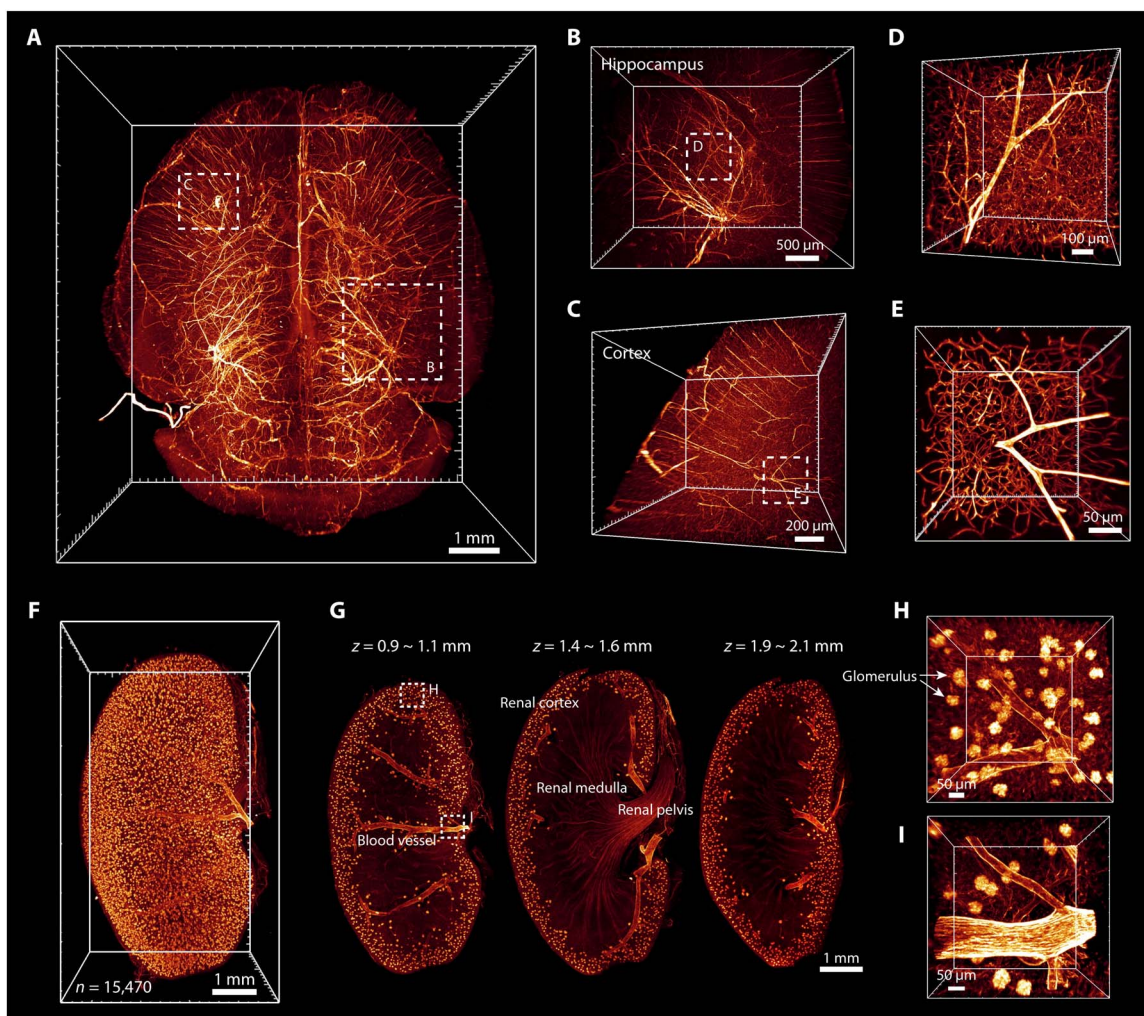 A
C
B
1 mm
B
Hippocampus
D
500 µm
C
Cortex
E
200 µm
D
100 µm
E
50 µm
F
n = 15,470
1 mm
G
z = 0.9 ~ 1.1 mm
z = 1.4 ~ 1.6 mm
z = 1.9 ~ 2.1 mm
H
Renal cortex
Renal medulla
Renal pelvis
I
Blood vessel
1 mm
H
Glomerulus
50 µm
I
50 µm